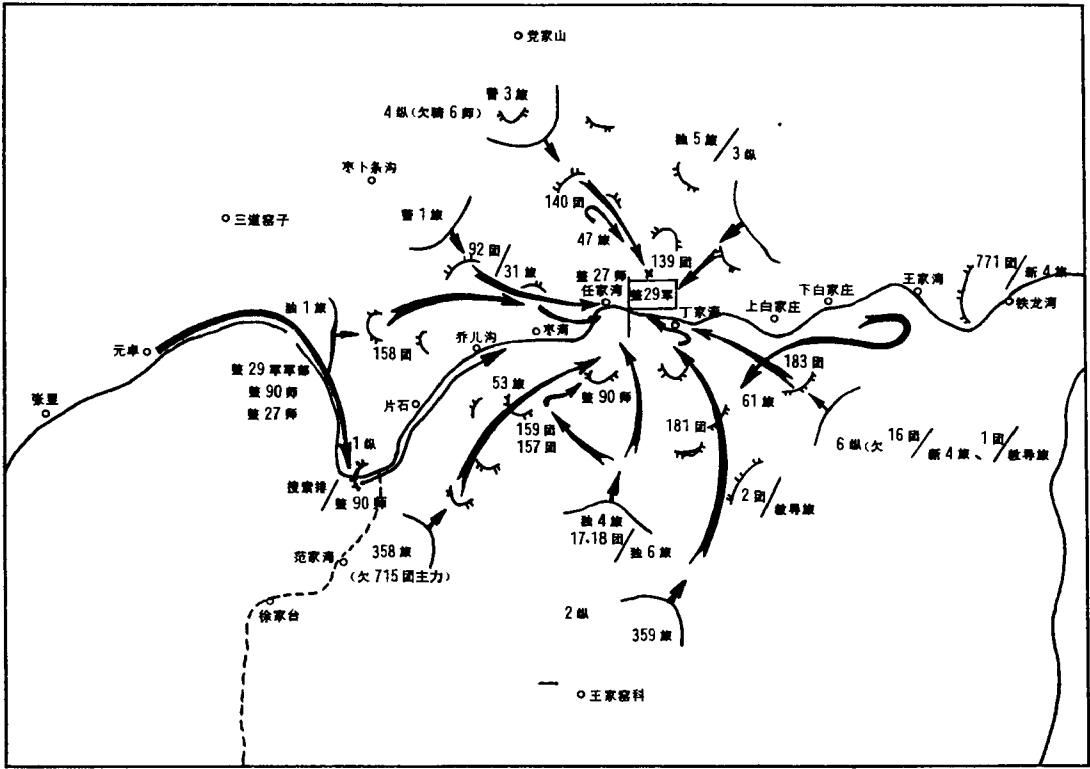 党家山
警3旅
4纵(欠骑6师)
独5旅/3纵
枣卜条沟
140团
三道窑子
警1旅
47旅
92团/31旅
139团
整27师
任家湾
整29军
771团/新4旅
王家湾
铁龙湾
下白家庄
上白家庄
丁家湾
独1旅
158团
枣湾
乔儿沟
元卓
整29军军部
整90师
整27师
183团
53旅
整90师
61旅
张里
片石
159团
157团
181团
6纵(欠16团/新4旅、1团/教导旅
1纵
搜索排/整90师
2团/教导旅
独4旅
17、18团/独6旅
358旅
(欠715团主力)
范家湾
徐家台
2纵
359旅
王家窑科